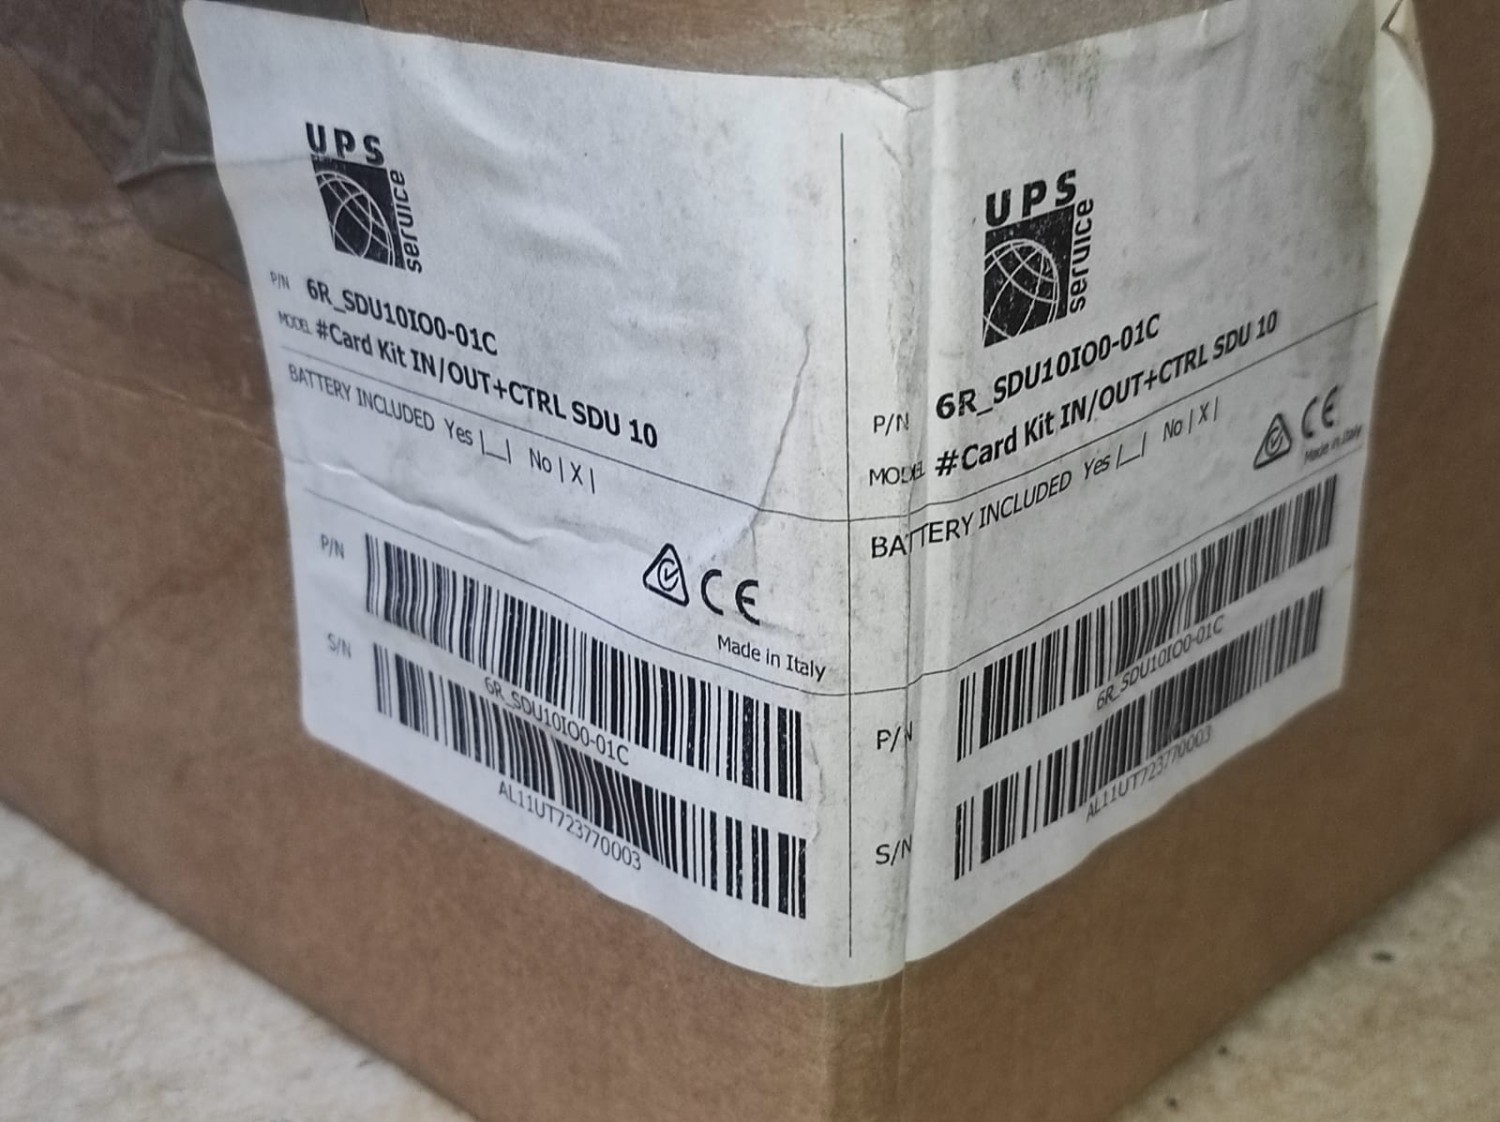 UPS
service
P/N 6R_SDU10IO0-01C
MODEL #Card Kit IN/OUT+CTRL SDU 10
BATTERY INCLUDED Yes |_| No | X |
CE
Made in Italy
P/N
6R_SDU10IO0-01C
S/N
AL11UT723770003
UPS
service
P/N 6R_SDU10IO0-01C
MODEL #Card Kit IN/OUT+CTRL SDU 10
BATTERY INCLUDED Yes |_| No | X |
CE
Made in Italy
P/N
6R_SDU10IO0-01C
S/N
AL11UT723770003